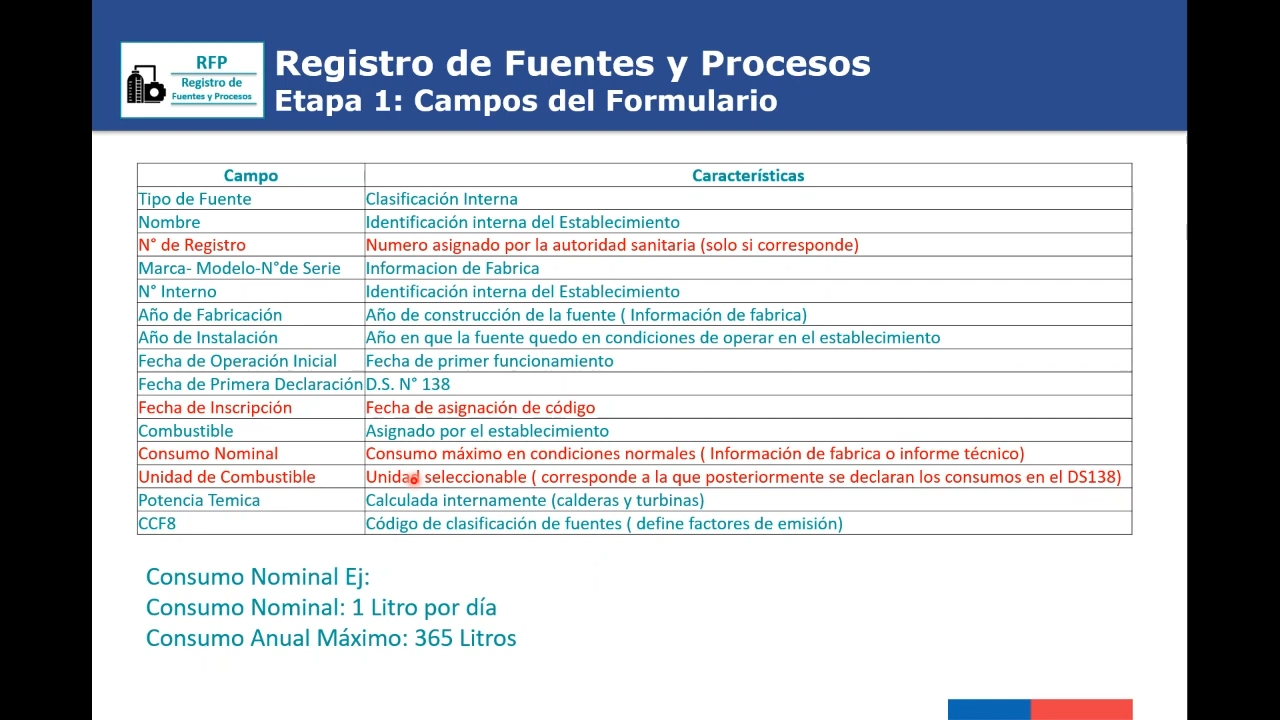 RFP
Registro de
Fuentes y Procesos
Registro de Fuentes y Procesos
Etapa 1: Campos del Formulario
Campo Características
Tipo de Fuente Clasificación Interna
Nombre Identificación interna del Establecimiento
N° de Registro Numero asignado por la autoridad sanitaria (solo si corresponde)
Marca- Modelo-N°de Serie Informacion de Fabrica
N° Interno Identificación interna del Establecimiento
Año de Fabricación Año de construcción de la fuente ( Información de fabrica)
Año de Instalación Año en que la fuente quedo en condiciones de operar en el establecimiento
Fecha de Operación Inicial Fecha de primer funcionamiento
Fecha de Primera Declaración D.S. N° 138
Fecha de Inscripción Fecha de asignación de código
Combustible Asignado por el establecimiento
Consumo Nominal Consumo máximo en condiciones normales ( Información de fabrica o informe técnico)
Unidad de Combustible Unidad seleccionable ( corresponde a la que posteriormente se declaran los consumos en el DS138)
Potencia Temica Calculada internamente (calderas y turbinas)
CCF8 Código de clasificación de fuentes ( define factores de emisión)
Consumo Nominal Ej:
Consumo Nominal: 1 Litro por día
Consumo Anual Máximo: 365 Litros